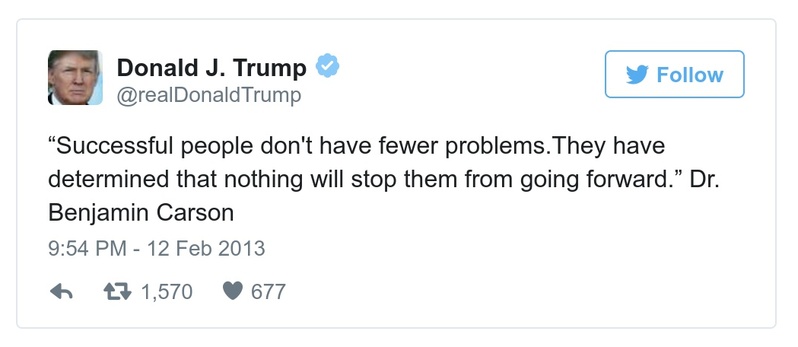 Donald J. Trump
@realDonaldTrump
Follow
“Successful people don't have fewer problems.They have
determined that nothing will stop them from going forward.” Dr.
Benjamin Carson
9:54 PM - 12 Feb 2013
1,570 677